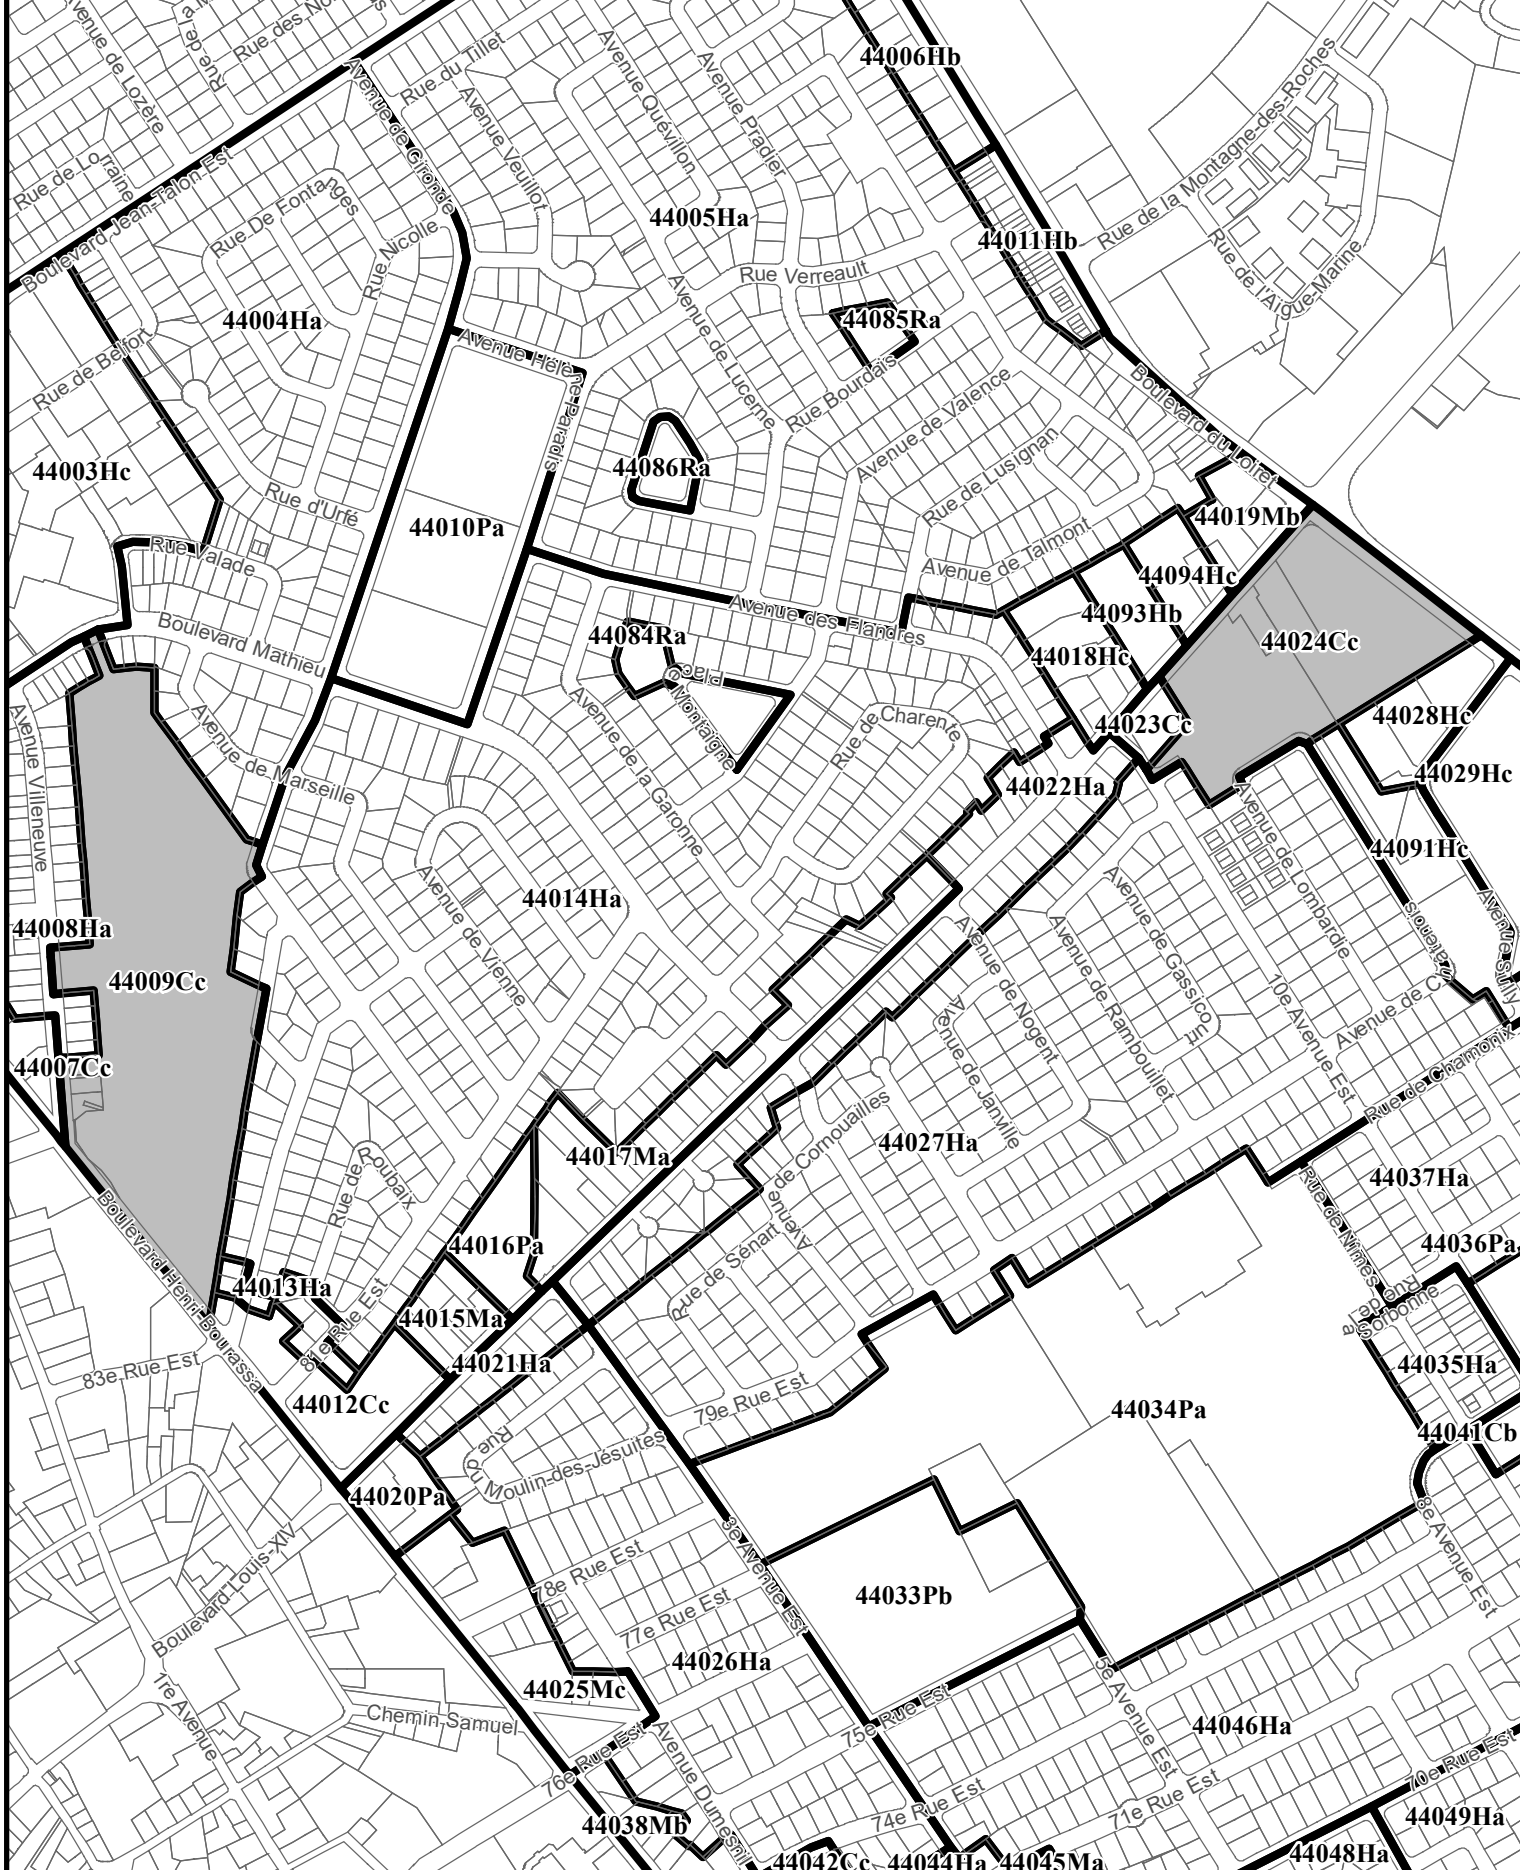 Avenue de Lozère
Rue du Tillet
Avenue de Gironde
Avenue Veuillot
Avenue Quévillon
Avenue Pradier
44006Hb
Rue de la Montagne-des-Roches
Rue de Lorraine
Boulevard Jean-Talon Est
Rue De Fontanges
Rue Nicolle
44005Ha
44011Hb
Rue de l'Aigue-Marine
Rue Verreault
44004Ha
44085Ra
Rue de Belfort
Avenue Hélène-Paradis
Avenue de Lucerne
Rue Bourdais
Avenue de Valence
Boulevard du Loiret
44003Hc
44086Ra
Rue de Lusignan
Rue d'Urfé
44010Pa
44019Mb
Rue Valade
Avenue de Talmont
44094Hc
Avenue des Flandres
44093Hb
Boulevard Mathieu
44084Ra
44018Hc
44024Cc
Place
de Montaigne
Avenue Villeneuve
Avenue de Marseille
Avenue de la Garonne
Rue de Charente
44023Cc
44028Hc
44022Ha
44029Hc
44091Hc
Avenue de Vienne
44014Ha
Avenue de Lombardie
Avenue de Gassicourt
44008Ha
44009Cc
Avenue de Nogent
Avenue de Rambouillet
10e Avenue Est
Avenue Sully
44007Cc
Avenue de Janville
Rue de Chamonix
Avenue de Cornouailles
44027Ha
44017Ma
44037Ha
Rue de Roubaix
Boulevard Henri-Bourassa
44016Pa
Rue de Sénart
Rue de Nîmes
44036Pa
44013Ha
81e Rue Est
44015Ma
Rue de la
Sorbonne
83e Rue Est
44021Ha
44035Ha
44012Cc
79e Rue Est
44034Pa
44041Cb
Rue du Moulin-des-Jésuites
44020Pa
Boulevard Louis-XIV
3e Avenue Est
8e Avenue Est
78e Rue Est
44033Pb
77e Rue Est
44026Ha
1re Avenue
44025Mc
Chemin Samuel
75e Rue Est
5e Avenue Est
44046Ha
76e Rue Est
70e Rue Est
74e Rue Est
71e Rue Est
44049Ha
44038Mb
44042Cc
44044Ha
44045Ma
44048Ha